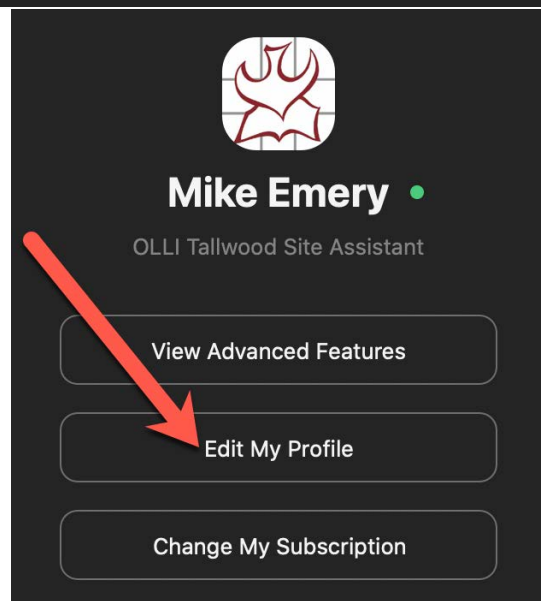 Mike Emery
OLLI Tallwood Site Assistant
View Advanced Features
Edit My Profile
Change My Subscription